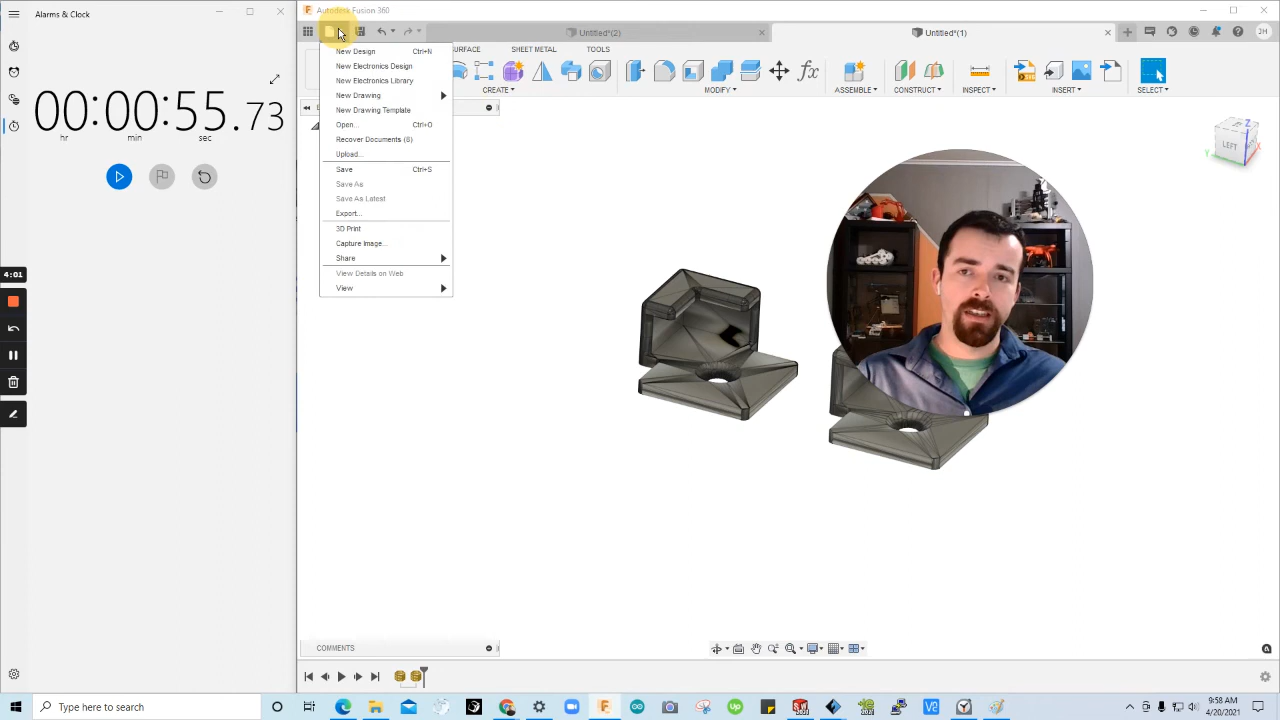 Alarms & Clock
00:00:55.73
hr min sec
4:01
Autodesk Fusion 360
Untitled*(2)
Untitled*(1)
JH
SURFACE
SHEET METAL
TOOLS
CREATE
MODIFY
ASSEMBLE
CONSTRUCT
INSPECT
INSERT
SELECT
New Design Ctrl+N
New Electronics Design
New Electronics Library
New Drawing
New Drawing Template
Open... Ctrl+O
Recover Documents (6)
Upload...
Save Ctrl+S
Save As
Save As Latest
Export...
3D Print
Capture Image...
Share
View Details on Web
View
LEFT
Z
Y
X
COMMENTS
Type here to search
9:58 AM
4/20/2021